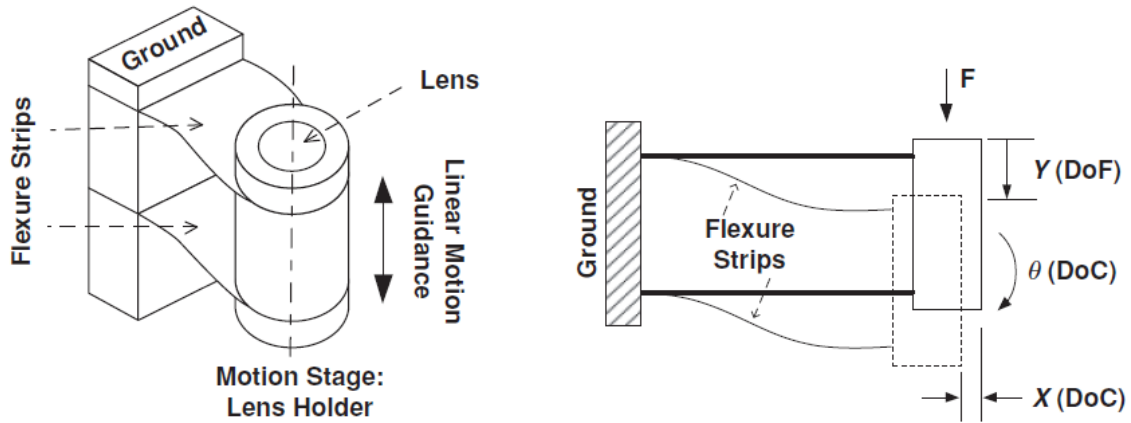 Ground
Lens
Flexure Strips
Linear Motion
Guidance
Motion Stage:
Lens Holder
F
Ground
Flexure
Strips
Y (DoF)
θ (DoC)
X (DoC)